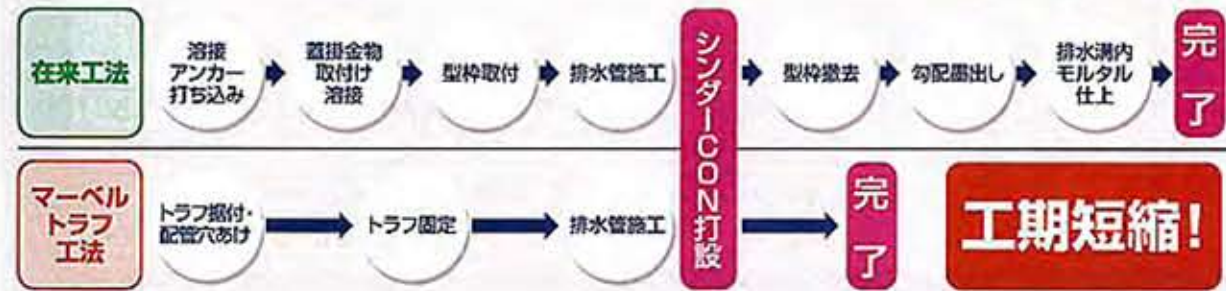 在来工法
溶接
アンカー
打ち込み
蓋掛金物
取付け
溶接
型枠取付
排水管施工
シンダーCON打設
型枠撤去
勾配墨出し
排水溝内
モルタル
仕上
完了
マーベル
トラフ
工法
トラフ据付・
配管穴あけ
トラフ固定
排水管施工
完了
工期短縮!